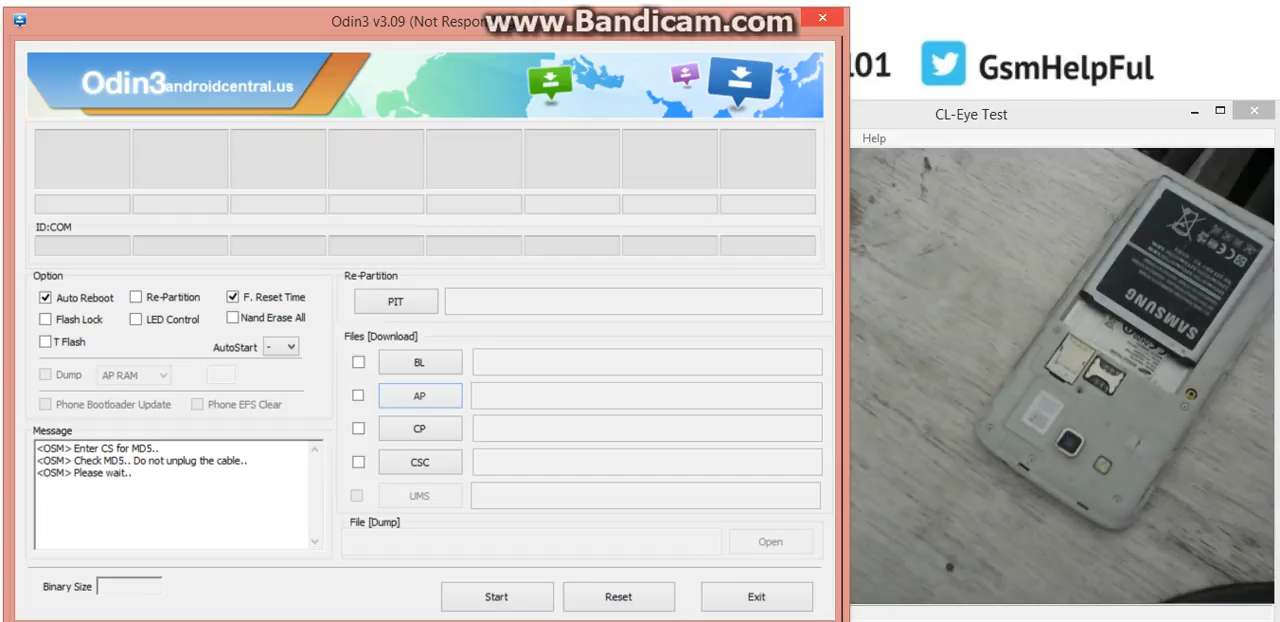 Odin3 v3.09 (Not Respon
www.Bandicam.com
Odin3androidcentral.us
101
GsmHelpFul
CL-Eye Test
Help
ID:COM
Option
Auto Reboot
Re-Partition
F. Reset Time
Flash Lock
LED Control
Nand Erase All
T Flash
AutoStart
-
Dump
AP RAM
Phone Bootloader Update
Phone EFS Clear
Message
<OSM> Enter CS for MD5..
<OSM> Check MD5.. Do not unplug the cable..
<OSM> Please wait..
Re-Partition
PIT
Files [Download]
BL
AP
CP
CSC
UMS
File [Dump]
Open
Binary Size
Start
Reset
Exit
SAMSUNG